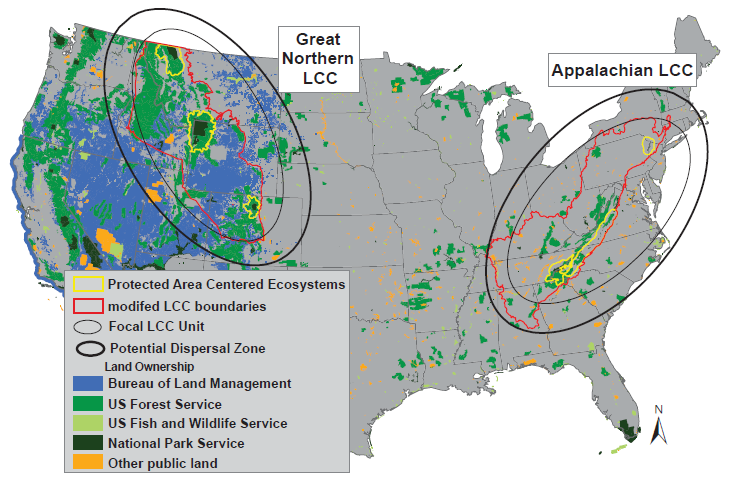 Great
Northern
LCC
Appalachian LCC
Protected Area Centered Ecosystems
modifed LCC boundaries
Focal LCC Unit
Potential Dispersal Zone
Land Ownership
Bureau of Land Management
US Forest Service
US Fish and Wildlife Service
National Park Service
Other public land
N